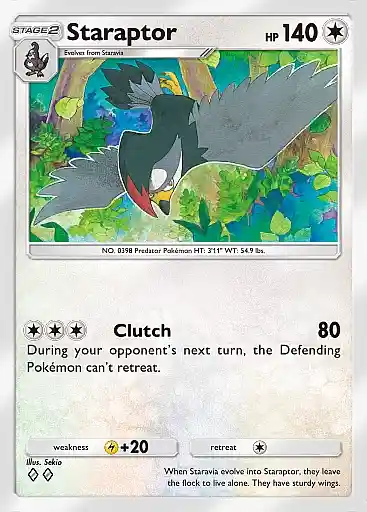 STAGE 2 Staraptor HP 140
Evolves from Staravia
NO. 0398 Predator Pokémon HT: 3'11" WT: 54.9 lbs.
Clutch 80
During your opponent's next turn, the Defending
Pokémon can't retreat.
weakness +20 retreat
Illus. Sekio
When Staravia evolve into Staraptor, they leave
the flock to live alone. They have sturdy wings.